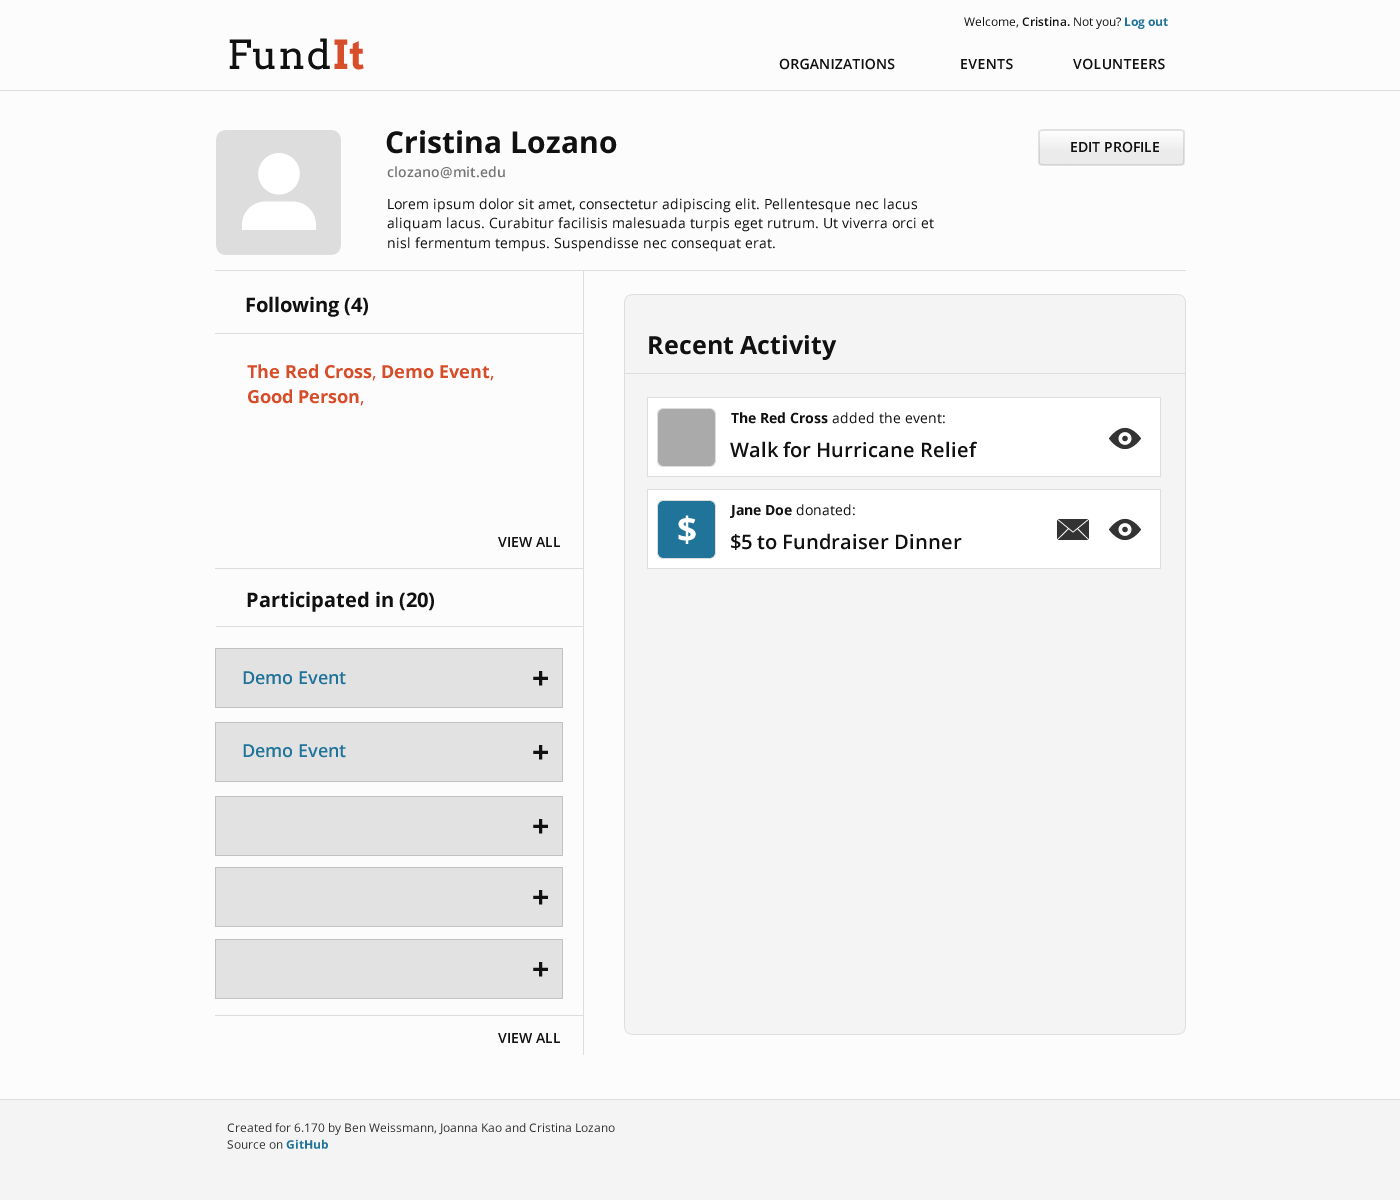 Welcome, Cristina. Not you? Log out
FundIt
ORGANIZATIONS EVENTS VOLUNTEERS
Cristina Lozano
EDIT PROFILE
clozano@mit.edu
Lorem ipsum dolor sit amet, consectetur adipiscing elit. Pellentesque nec lacus
aliquam lacus. Curabitur facilisis malesuada turpis eget rutrum. Ut viverra orci et
nisl fermentum tempus. Suspendisse nec consequat erat.
Following (4)
The Red Cross, Demo Event,
Good Person,
VIEW ALL
Participated in (20)
Demo Event +
Demo Event +
+
+
+
VIEW ALL
Recent Activity
The Red Cross added the event:
Walk for Hurricane Relief
$
Jane Doe donated:
$5 to Fundraiser Dinner
Created for 6.170 by Ben Weissmann, Joanna Kao and Cristina Lozano
Source on GitHub